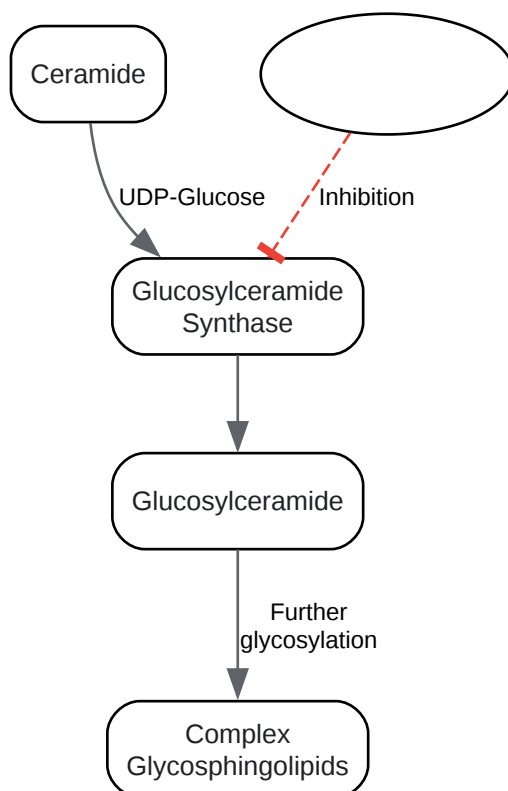 Ceramide
UDP-Glucose
Inhibition
Glucosylceramide
Synthase
Glucosylceramide
Further
glycosylation
Complex
Glycosphingolipids